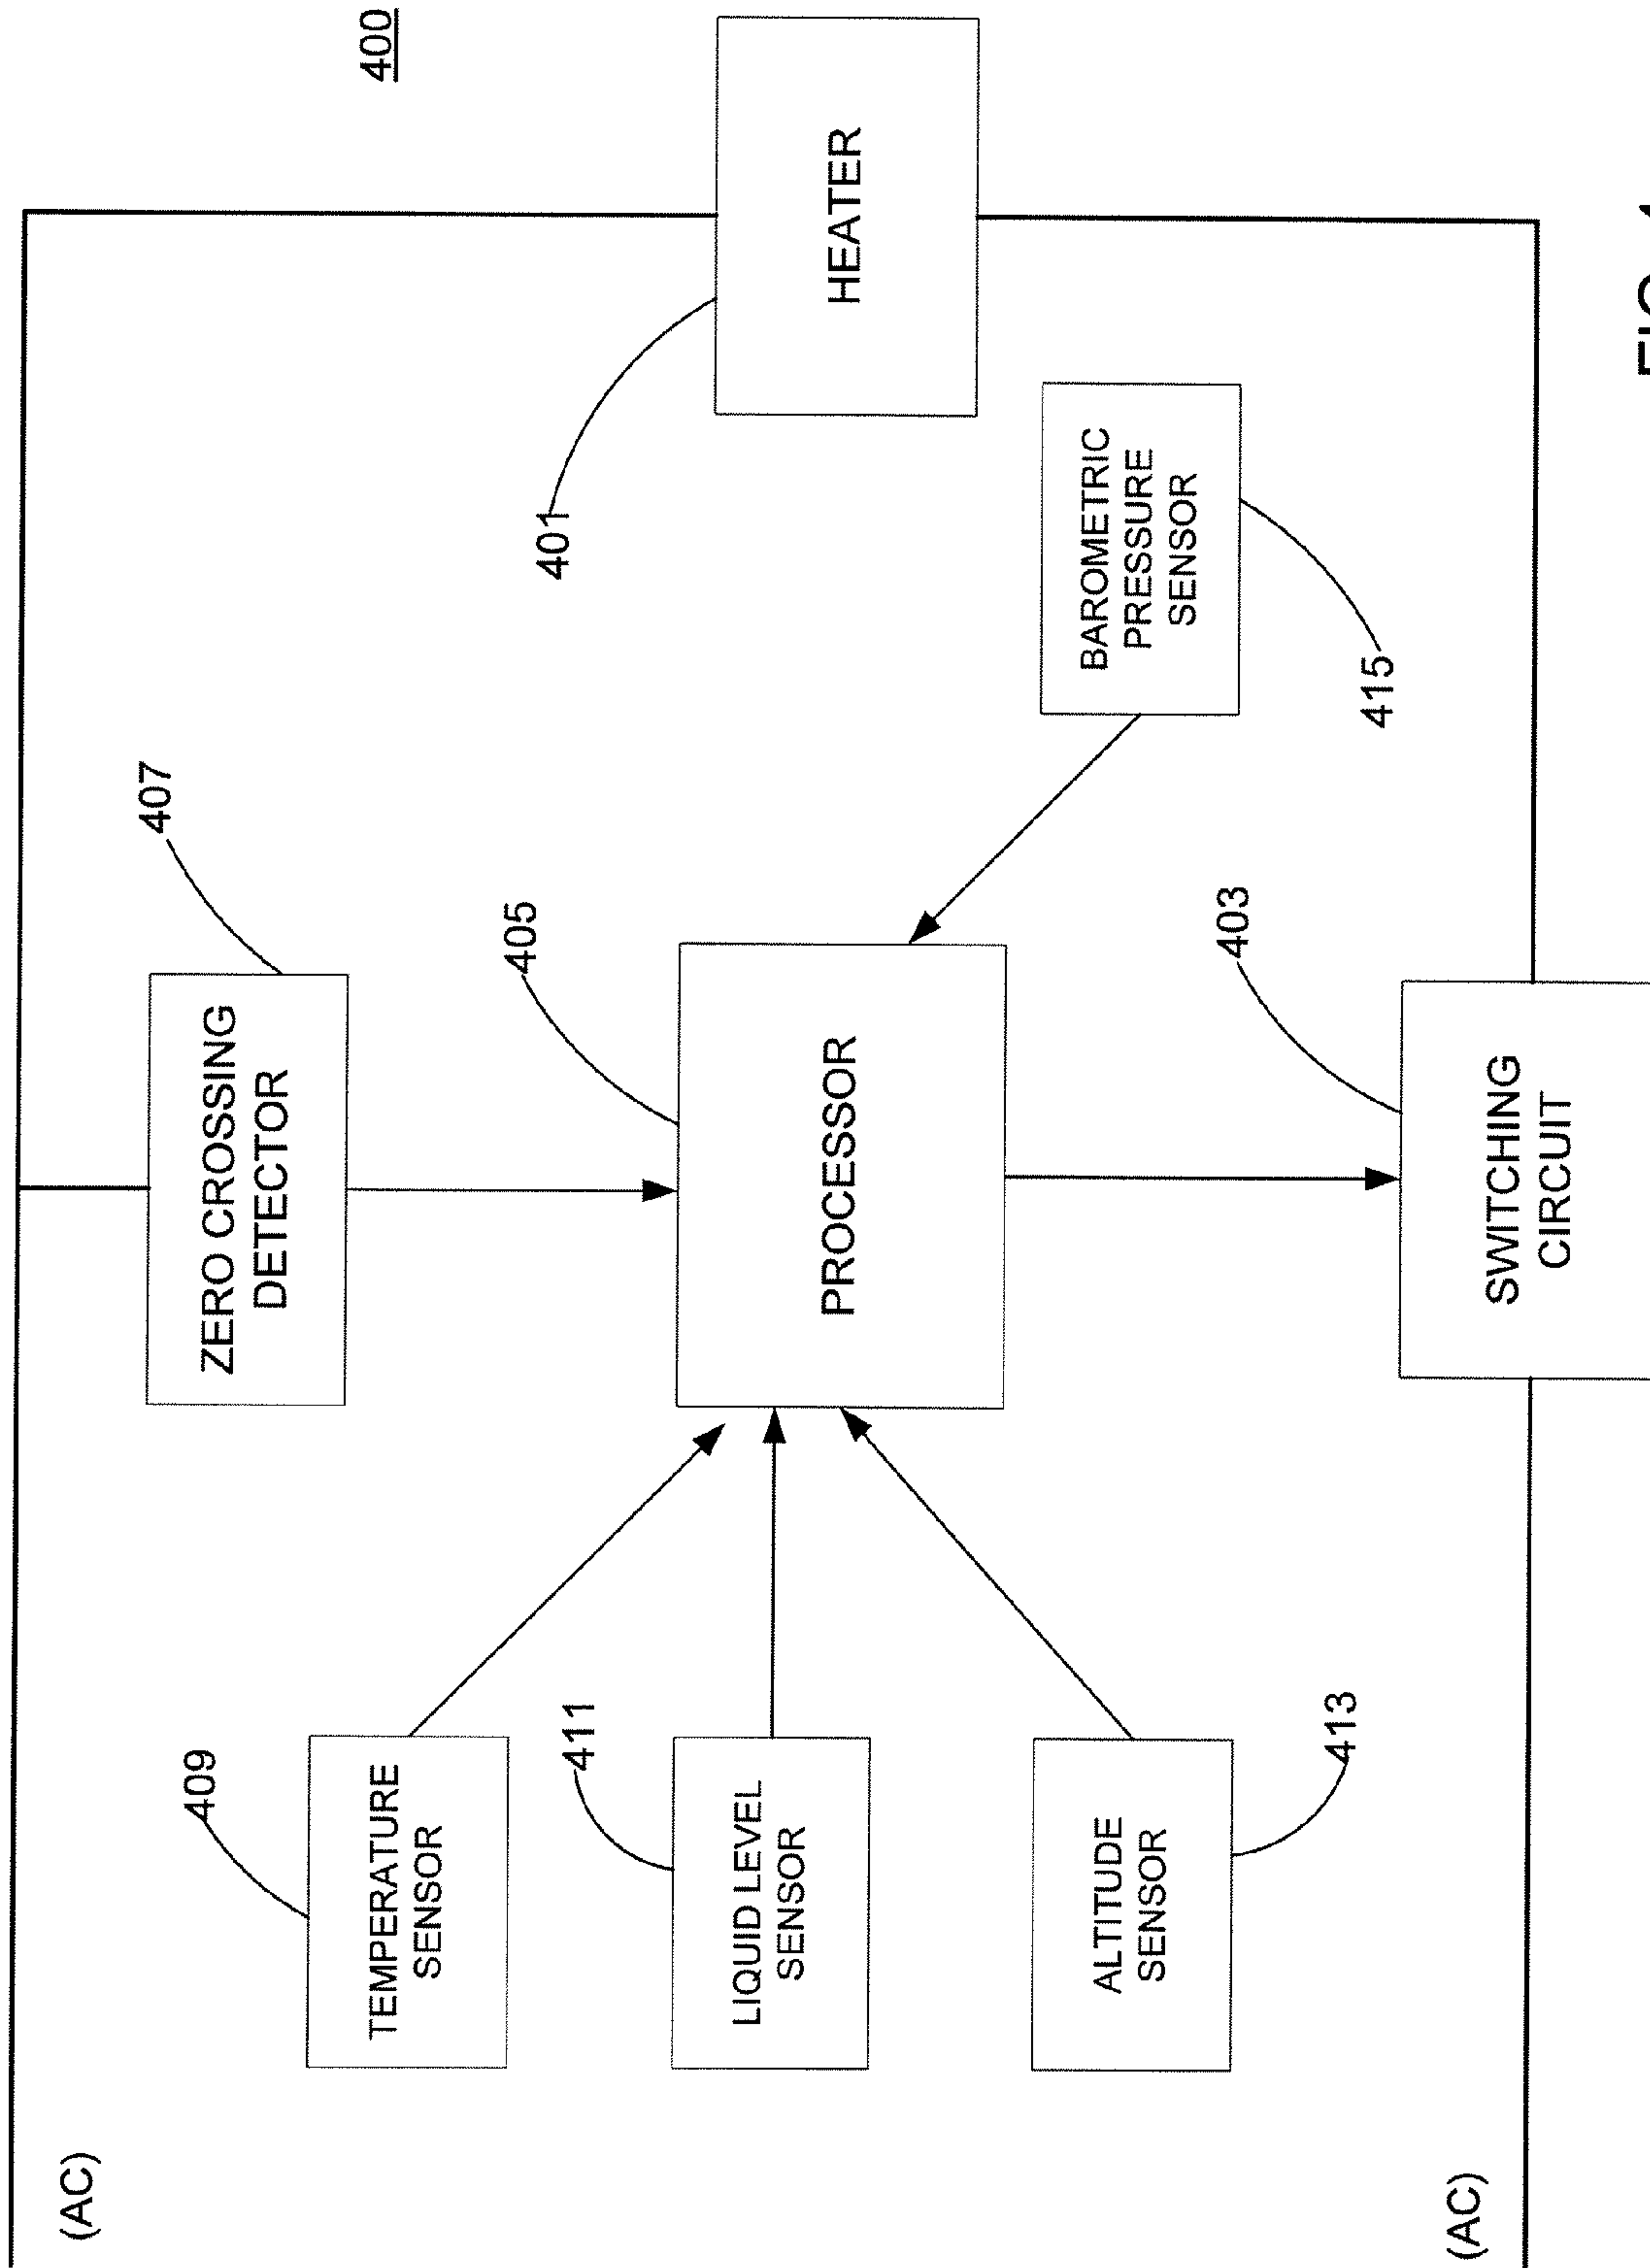 400
(AC)
407
ZERO CROSSING
DETECTOR
409
TEMPERATURE
SENSOR
405
401
411
LIQUID LEVEL
SENSOR
PROCESSOR
HEATER
413
ALTITUDE
SENSOR
BAROMETRIC
PRESSURE
SENSOR
415
403
(AC)
SWITCHING
CIRCUIT
FIG